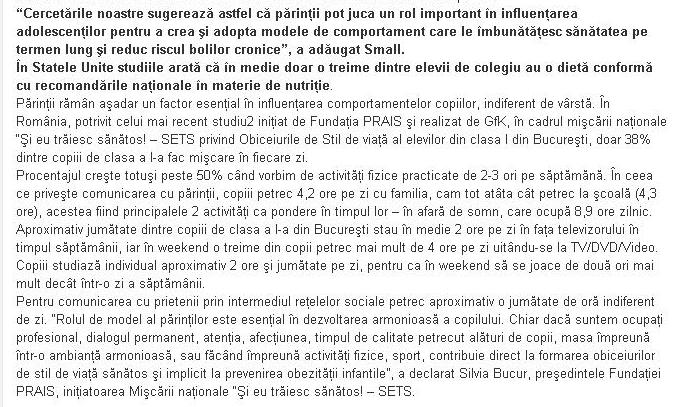 “Cercetările noastre sugerează astfel că părinţii pot juca un rol important în influenţarea
adolescenţilor pentru a crea şi adopta modele de comportament care le îmbunătăţesc sănătatea pe
termen lung şi reduc riscul bolilor cronice”, a adăugat Small.
În Statele Unite studiile arată că în medie doar o treime dintre elevii de colegiu au o dietă conformă
cu recomandările naţionale în materie de nutriţie.
Părinţii rămân aşadar un factor esenţial în influenţarea comportamentelor copiilor, indiferent de vârstă. În
România, potrivit celui mai recent studiu2 iniţiat de Fundaţia PRAIS şi realizat de GfK, în cadrul mişcării naţionale
“Şi eu trăiesc sănătos! – SETS privind Obiceiurile de Stil de viaţă al elevilor din clasa I din Bucureşti, doar 38%
dintre copiii de clasa a I-a fac mişcare în fiecare zi.
Procentajul creşte totuşi peste 50% când vorbim de activităţi fizice practicate de 2-3 ori pe săptămână. În ceea
ce priveşte comunicarea cu părinţii, copiii petrec 4,2 ore pe zi cu familia, cam tot atâta cât petrec la şcoală (4,3
ore), acestea fiind principalele 2 activităţi ca pondere în timpul lor – în afară de somn, care ocupă 8,9 ore zilnic.
Aproximativ jumătate dintre copiii de clasa a I-a din Bucureşti stau în medie 2 ore pe zi în faţa televizorului în
timpul săptămânii, iar în weekend o treime din copii petrec mai mult de 4 ore pe zi uitându-se la TV/DVD/Video.
Copiii studiază individual aproximativ 2 ore şi jumătate pe zi, pentru ca în weekend să se joace de două ori mai
mult decât într-o zi a săptămânii.
Pentru comunicarea cu prietenii prin intermediul reţelelor sociale petrec aproximativ o jumătate de oră indiferent
de zi. “Rolul de model al părinţilor este esenţial în dezvoltarea armonioasă a copilului. Chiar dacă suntem ocupaţi
profesional, dialogul permanent, atenţia, afecţiunea, timpul de calitate petrecut alături de copii, masa împreună
într-o ambianţă armonioasă, sau făcând împreună activităţi fizice, sport, contribuie direct la formarea obiceiurilor
de stil de viaţă sănătos şi implicit la prevenirea obezităţii infantile”, a declarat Silvia Bucur, preşedintele Fundaţiei
PRAIS, iniţiatoarea Mişcării naţionale “Şi eu trăiesc sănătos! – SETS.